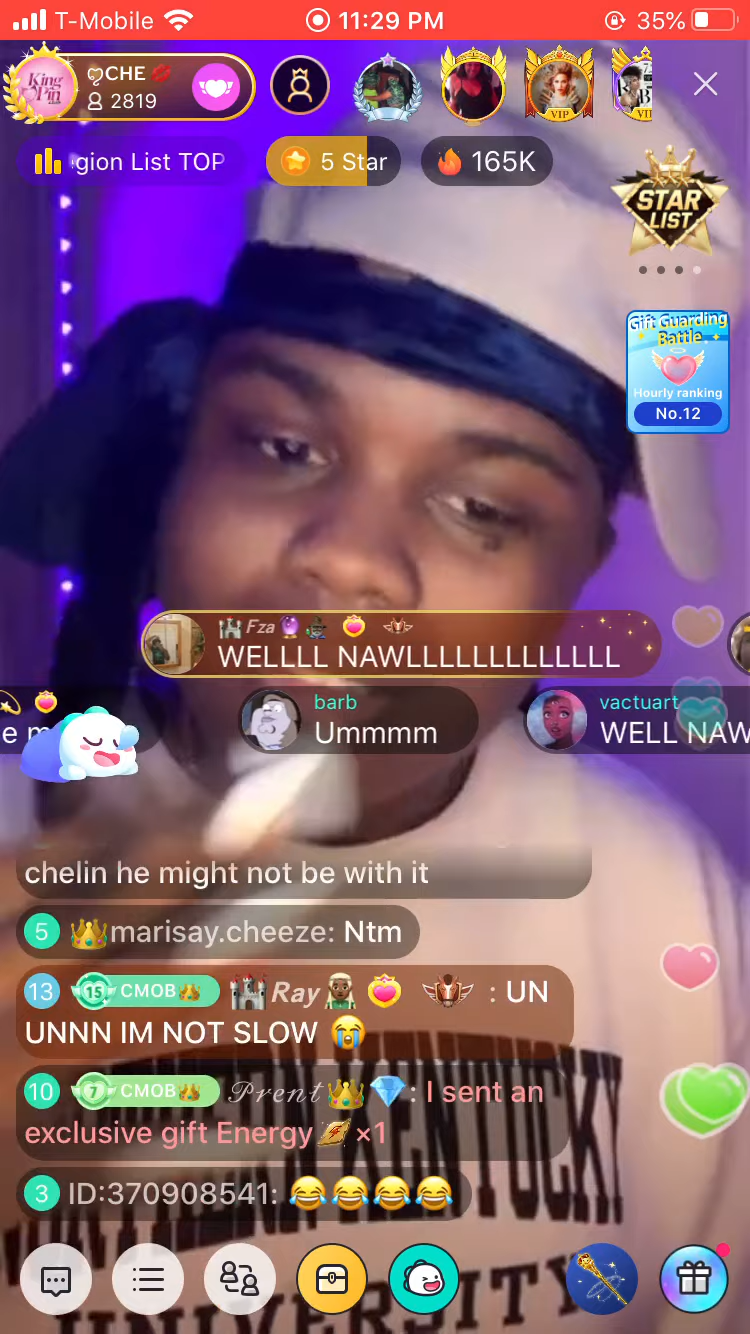 T-Mobile
11:29 PM
35%
King Pin
ღCHE💋
2819
VIP
gion List TOP
5 Star
165K
STAR LIST
Gift Guarding
Battle
Hourly ranking
No.12
Fza🔮
WELLLL NAWLLLLLLLLLLLLL
e m
barb
Ummmm
vactuart
WELL NAW
chelin he might not be with it
5 👑marisay.cheeze: Ntm
13 15 CMOB👑 🏰Ray : UN
UNNN IM NOT SLOW 😭
10 7 CMOB👑 𝒫𝓇𝑒𝓃𝓉👑💎: I sent an
exclusive gift Energy ×1
3 ID:370908541: 😂😂😂😂
KENTUCKY
UNIVERSITY